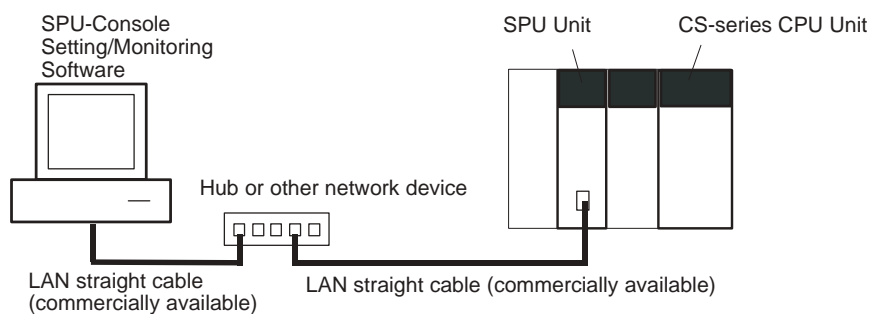 SPU-Console
Setting/Monitoring
Software
SPU Unit
CS-series CPU Unit
Hub or other network device
LAN straight cable
(commercially available)
LAN straight cable (commercially available)